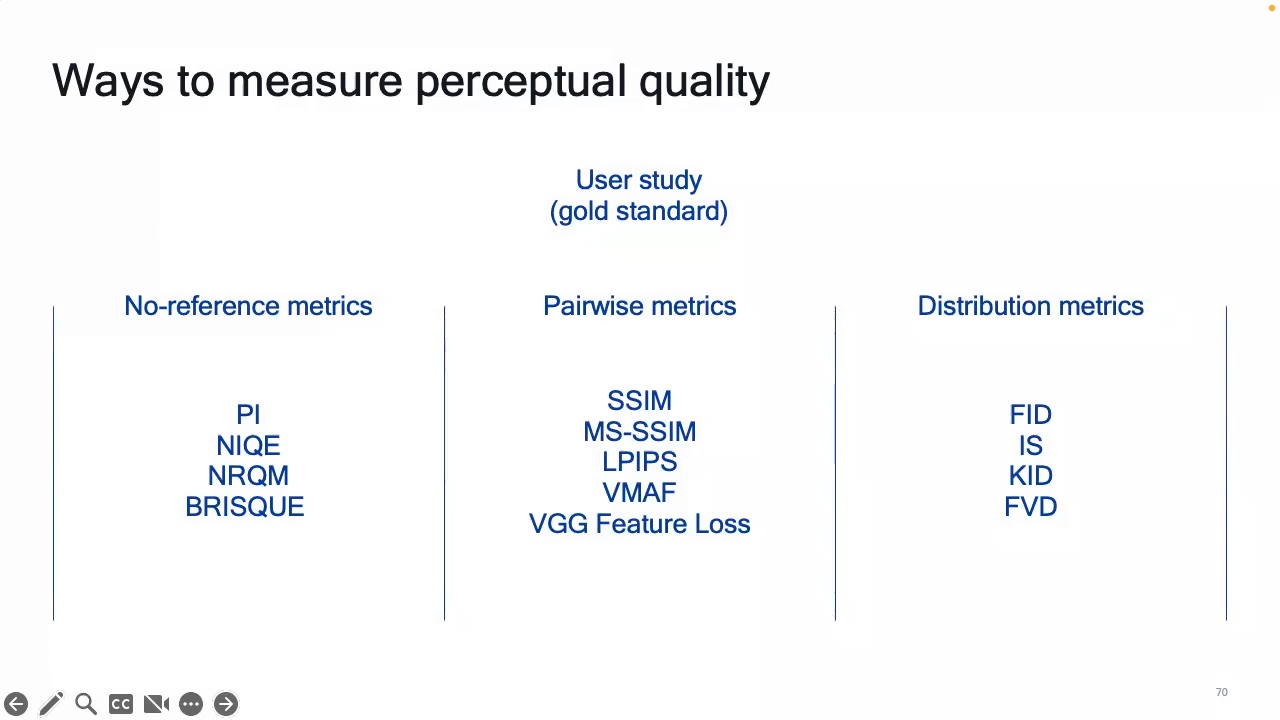 Ways to measure perceptual quality
User study
(gold standard)
No-reference metrics
PI
NIQE
NRQM
BRISQUE
Pairwise metrics
SSIM
MS-SSIM
LPIPS
VMAF
VGG Feature Loss
Distribution metrics
FID
IS
KID
FVD
CC
70